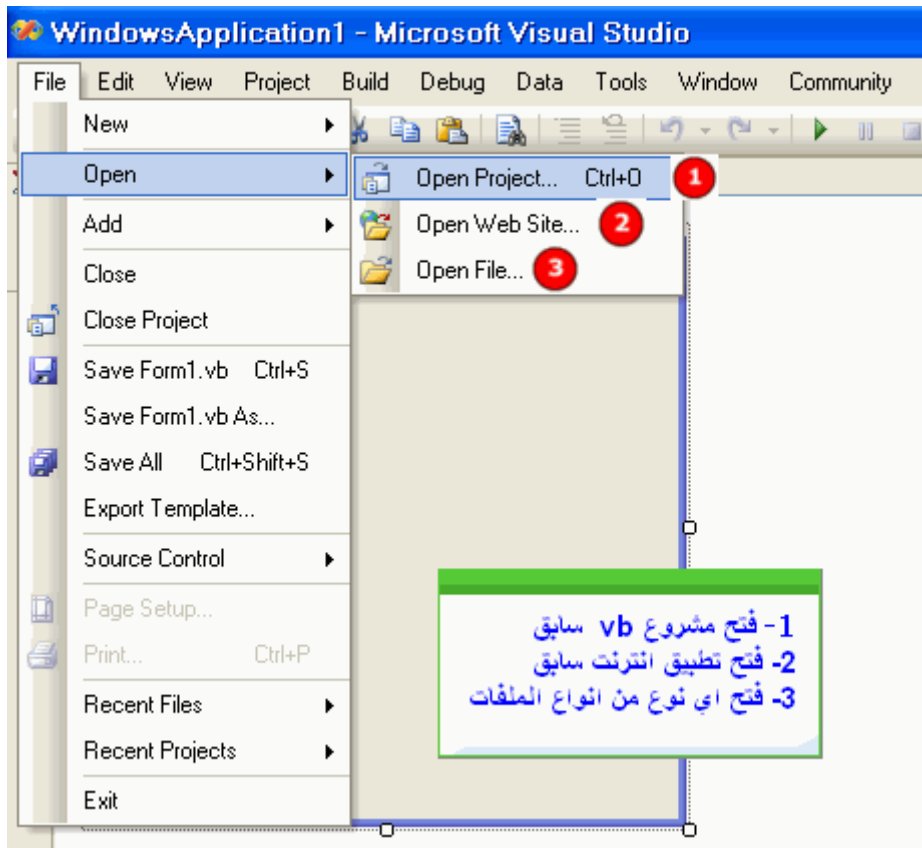 WindowsApplication1 - Microsoft Visual Studio
File Edit View Project Build Debug Data Tools Window Community
New
Open
Add
Close
Close Project
Save Form1.vb Ctrl+S
Save Form1.vb As...
Save All Ctrl+Shift+S
Export Template...
Source Control
Page Setup...
Print... Ctrl+P
Recent Files
Recent Projects
Exit
Open Project... Ctrl+O 1
Open Web Site... 2
Open File... 3
1- فتح مشروع vb سابق
2- فتح تطبيق انترنت سابق
3- فتح اي نوع من انواع الملفات